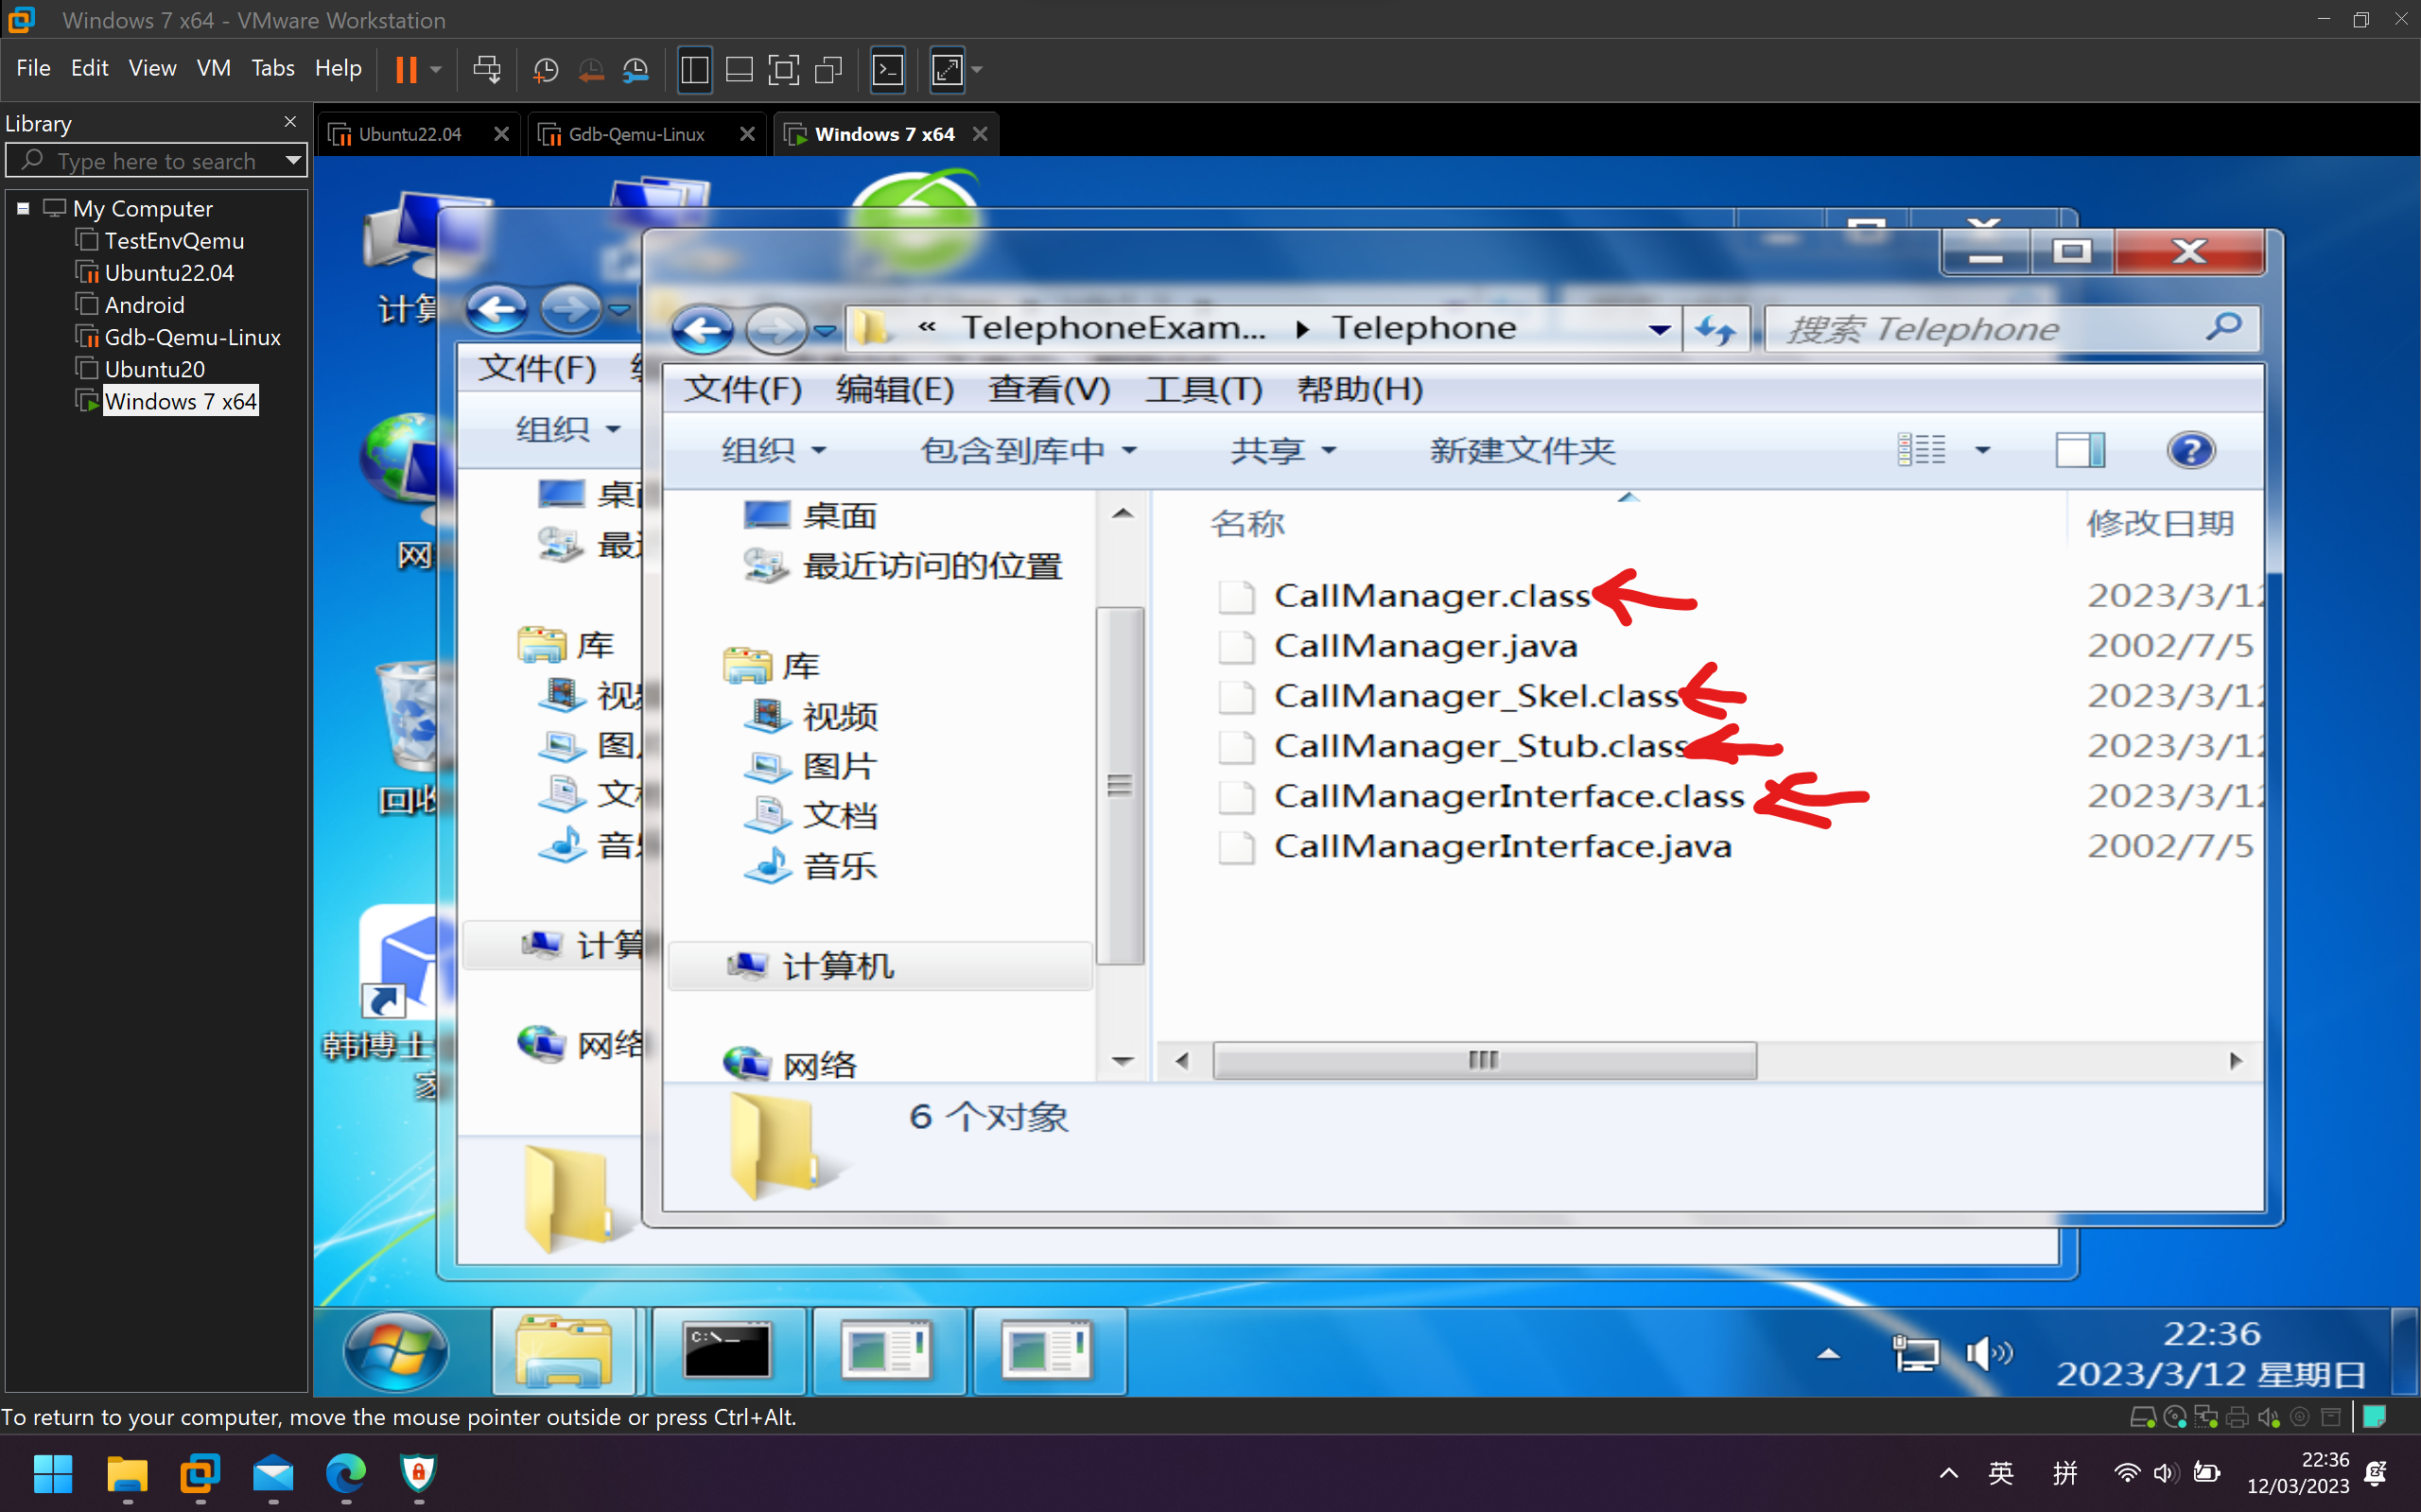 Windows 7 x64 - VMware Workstation
File Edit View VM Tabs Help
Library
Type here to search
My Computer
TestEnvQemu
Ubuntu22.04
Android
Gdb-Qemu-Linux
Ubuntu20
Windows 7 x64
Ubuntu22.04 Gdb-Qemu-Linux Windows 7 x64
计算
网
回收
韩博士
家
文件(F)
组织
桌面
最近
库
视频
图片
文档
音乐
计算
网络
« TelephoneExam... Telephone
搜索 Telephone
文件(F) 编辑(E) 查看(V) 工具(T) 帮助(H)
组织 包含到库中 共享 新建文件夹
桌面
最近访问的位置
库
视频
图片
文档
音乐
计算机
网络
名称 修改日期
CallManager.class 2023/3/12
CallManager.java 2002/7/5
CallManager_Skel.class 2023/3/12
CallManager_Stub.class 2023/3/12
CallManagerInterface.class 2023/3/12
CallManagerInterface.java 2002/7/5
6 个对象
C:\_
22:36
2023/3/12 星期日
To return to your computer, move the mouse pointer outside or press Ctrl+Alt.
英 拼
22:36
12/03/2023